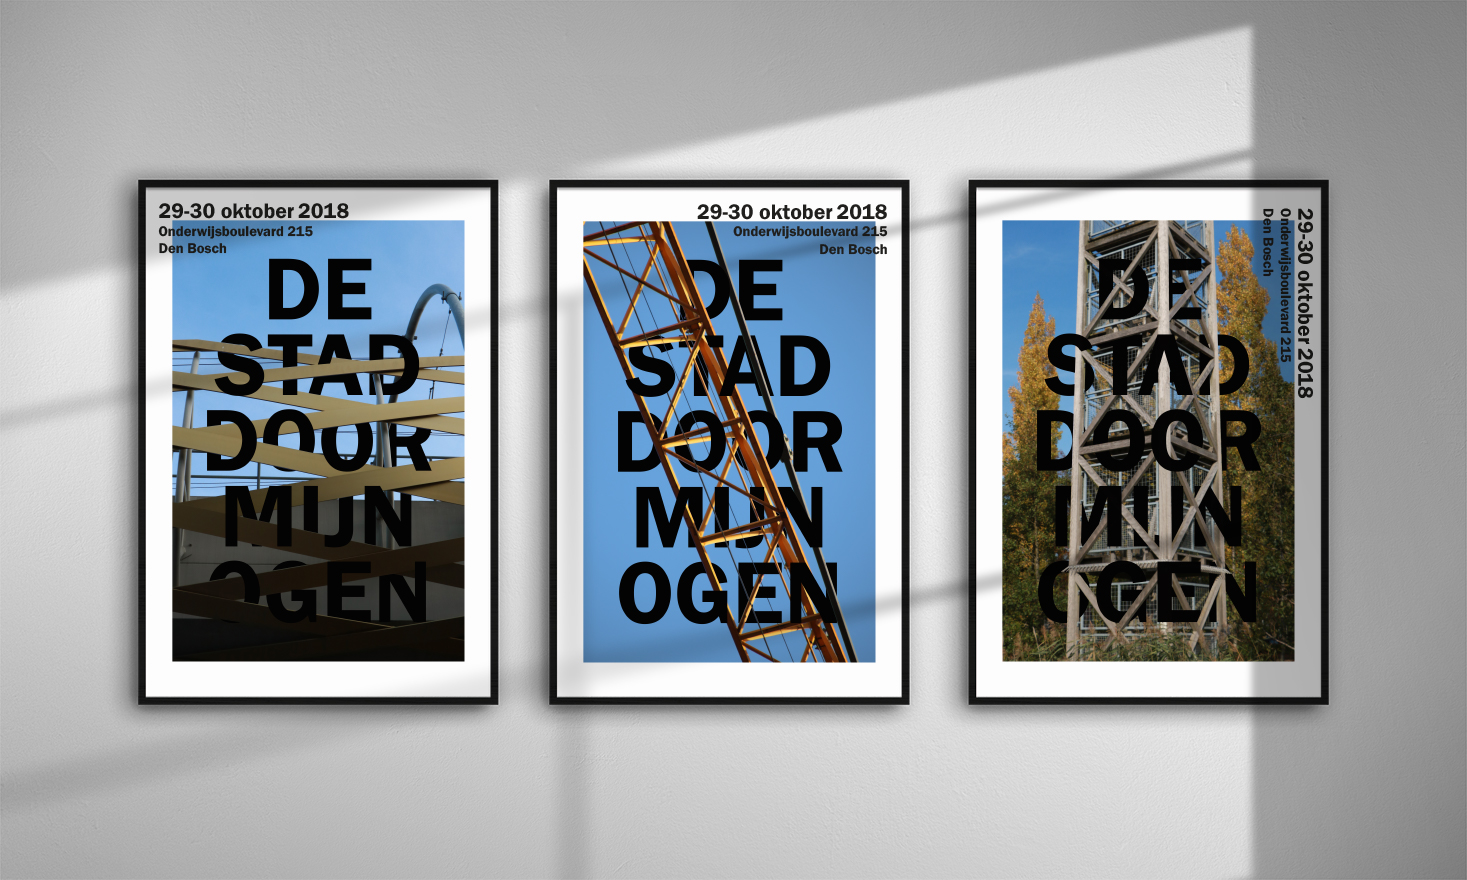 29-30 oktober 2018
Onderwijsboulevard 215
Den Bosch
DE
STAD
DOOR
MIJN
OGEN
29-30 oktober 2018
Onderwijsboulevard 215
Den Bosch
DE
STAD
DOOR
MIJN
OGEN
29-30 oktober 2018
Onderwijsboulevard 215
Den Bosch
DE
STAD
DOOR
MIJN
OGEN